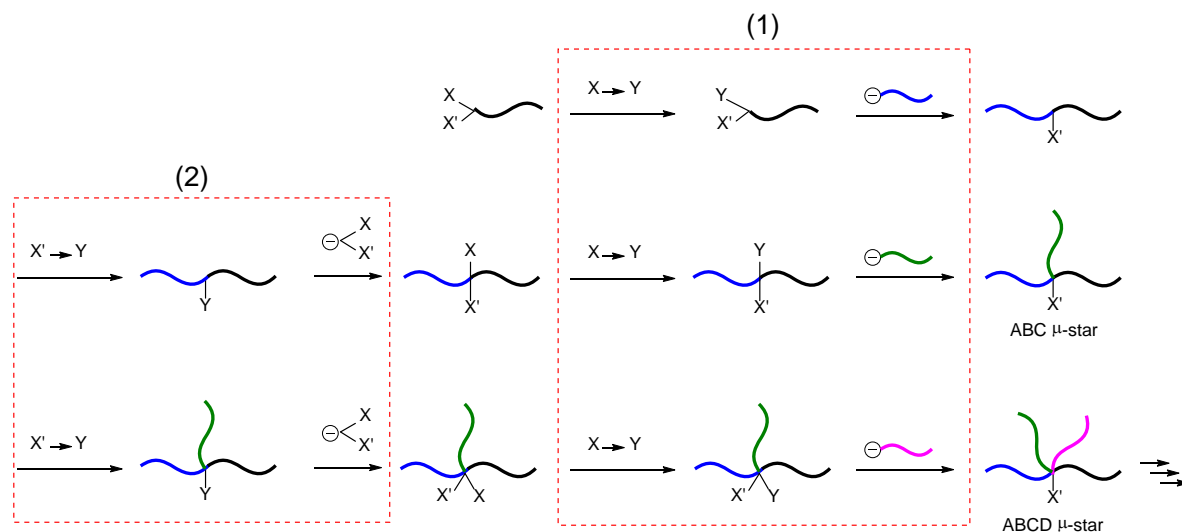 (1)
X
X'
X → Y
Y
X'
⊖
X'
(2)
X' → Y
Y
⊖
X
X'
X
X'
X → Y
Y
X'
⊖
X'
ABC μ-star
X' → Y
Y
⊖
X
X'
X'
X
X → Y
X'
Y
⊖
X'
ABCD μ-star